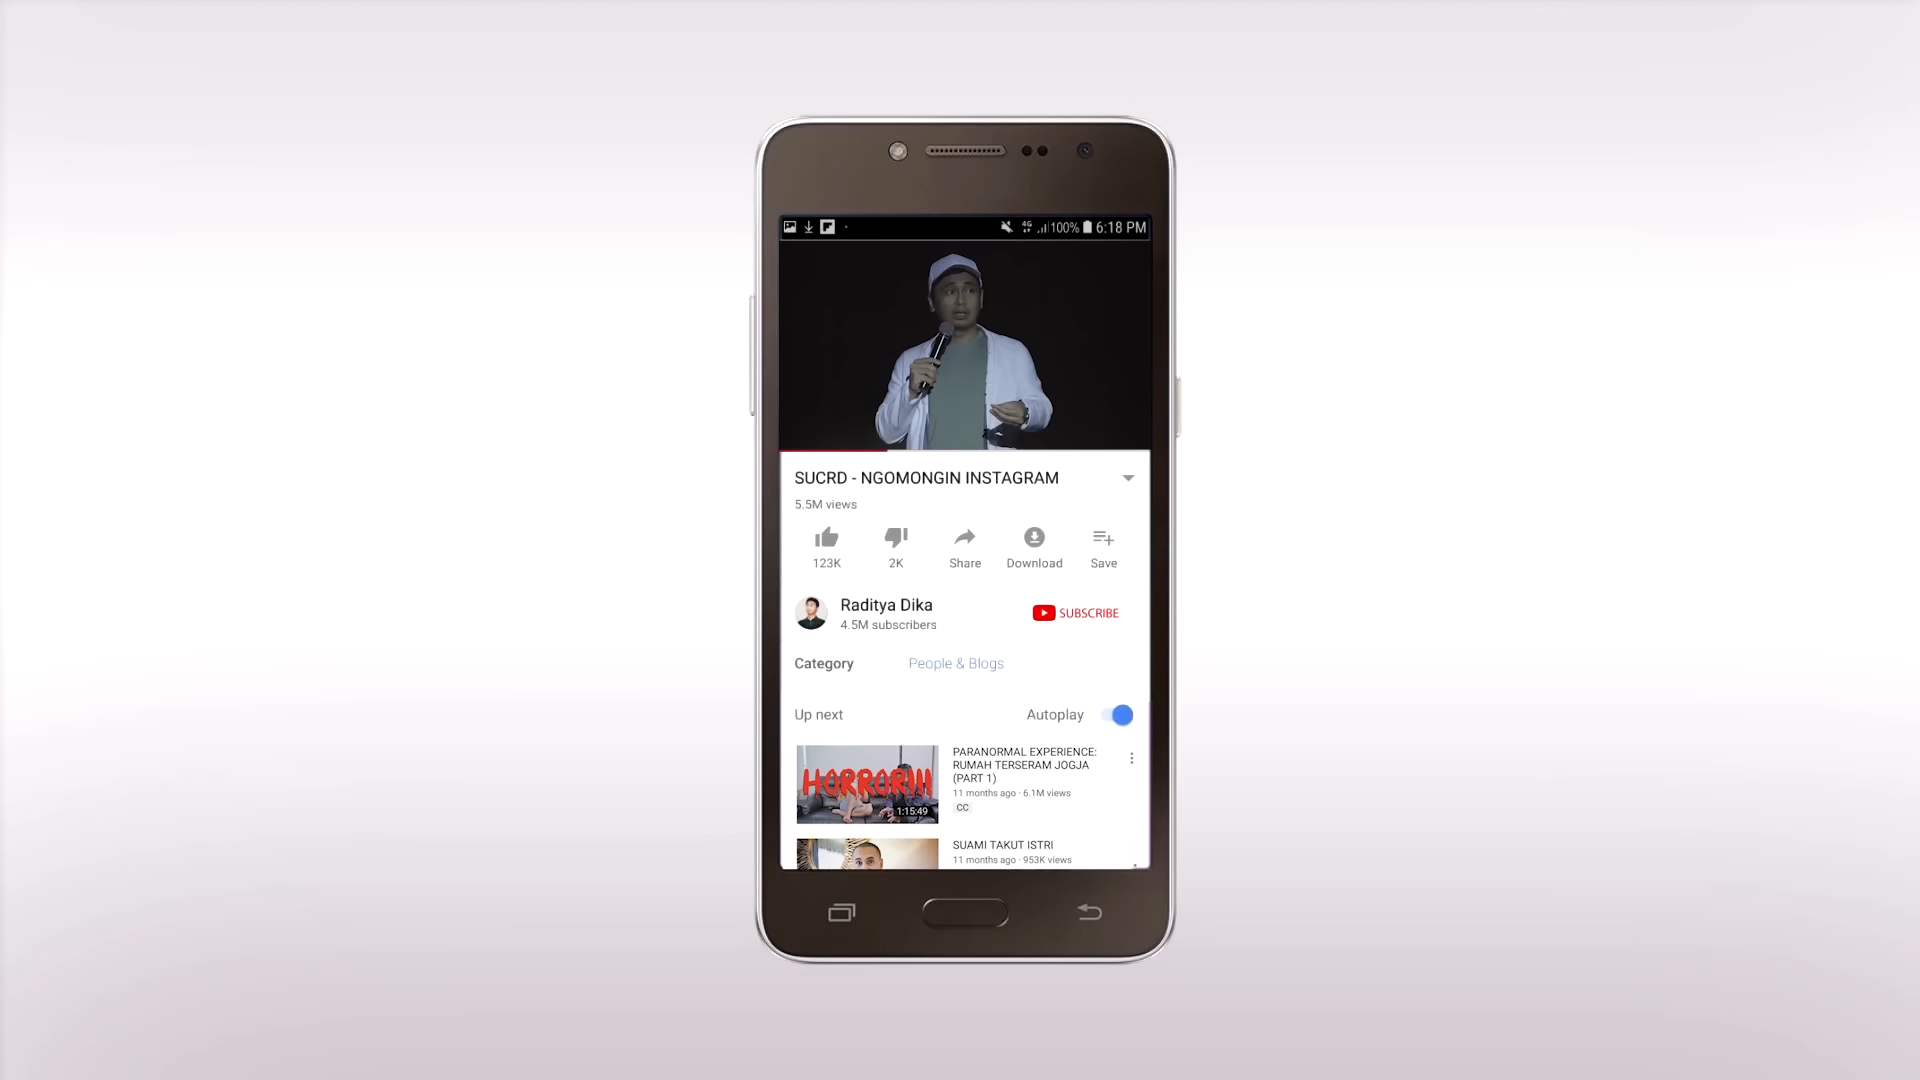 4G 100% 6:18 PM
SUCRD - NGOMONGIN INSTAGRAM
5.5M views
123K 2K Share Download Save
Raditya Dika
4.5M subscribers
SUBSCRIBE
Category People & Blogs
Up next Autoplay
HORROR!!!
1:15:49
PARANORMAL EXPERIENCE:
RUMAH TERSERAM JOGJA
(PART 1)
11 months ago · 6.1M views
CC
SUAMI TAKUT ISTRI
11 months ago · 953K views